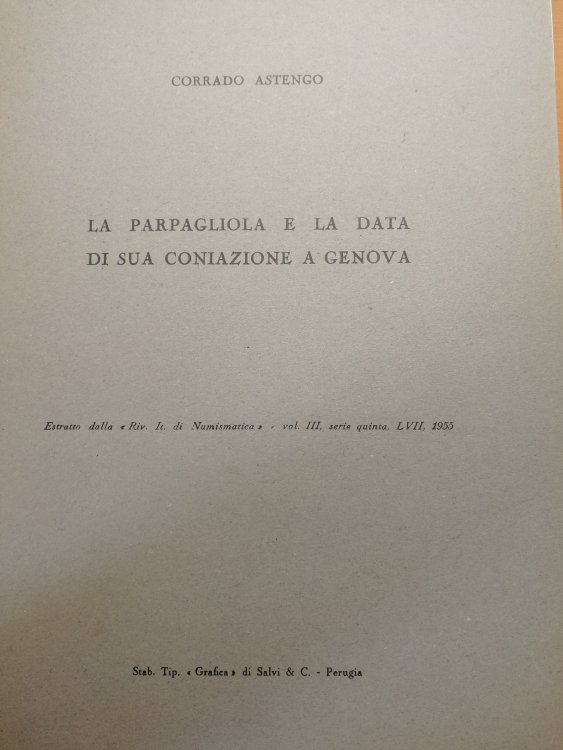 CORRADO ASTENGO
LA PARPAGLIOLA E LA DATA
DI SUA CONIAZIONE A GENOVA
Estratto dalla « Riv. It. di Numismatica » - vol. III, serie quinta, LVII, 1955
Stab. Tip. « Grafica » di Salvi & C. - Perugia